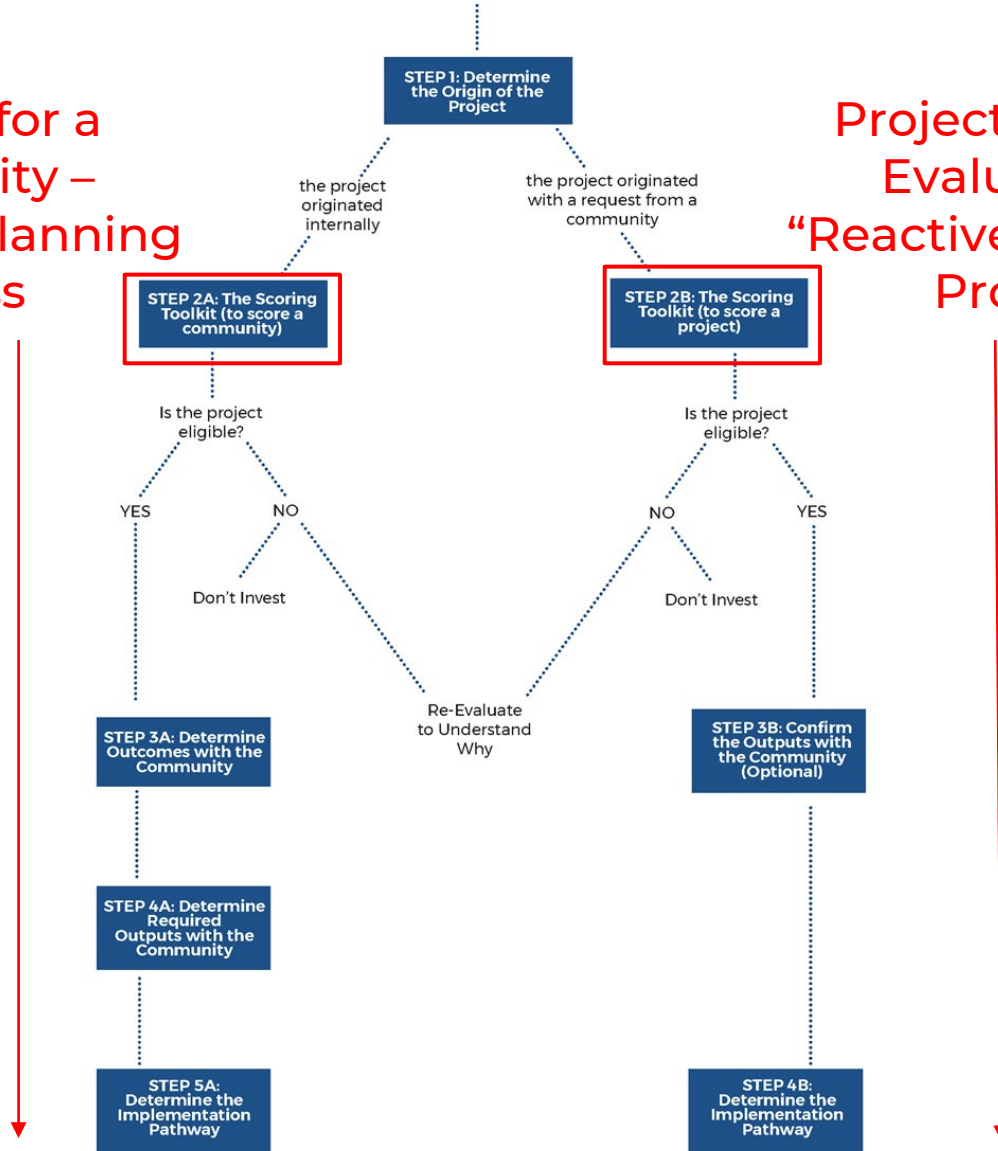 STEP 1: Determine
the Origin of the
Project
for a
ity –
lanning
s
Project
Evalu
“Reactive
Pro
the project
originated
internally
the project originated
with a request from a
community
STEP 2A: The Scoring
Toolkit (to score a
community)
STEP 2B: The Scoring
Toolkit (to score a
project)
Is the project
eligible?
Is the project
eligible?
YES
NO
NO
YES
Don’t Invest
Don’t Invest
Re-Evaluate
to Understand
Why
STEP 3A: Determine
Outcomes with the
Community
STEP 3B: Confirm
the Outputs with
the Community
(Optional)
STEP 4A: Determine
Required
Outputs with the
Community
STEP 5A:
Determine the
Implementation
Pathway
STEP 4B:
Determine the
Implementation
Pathway